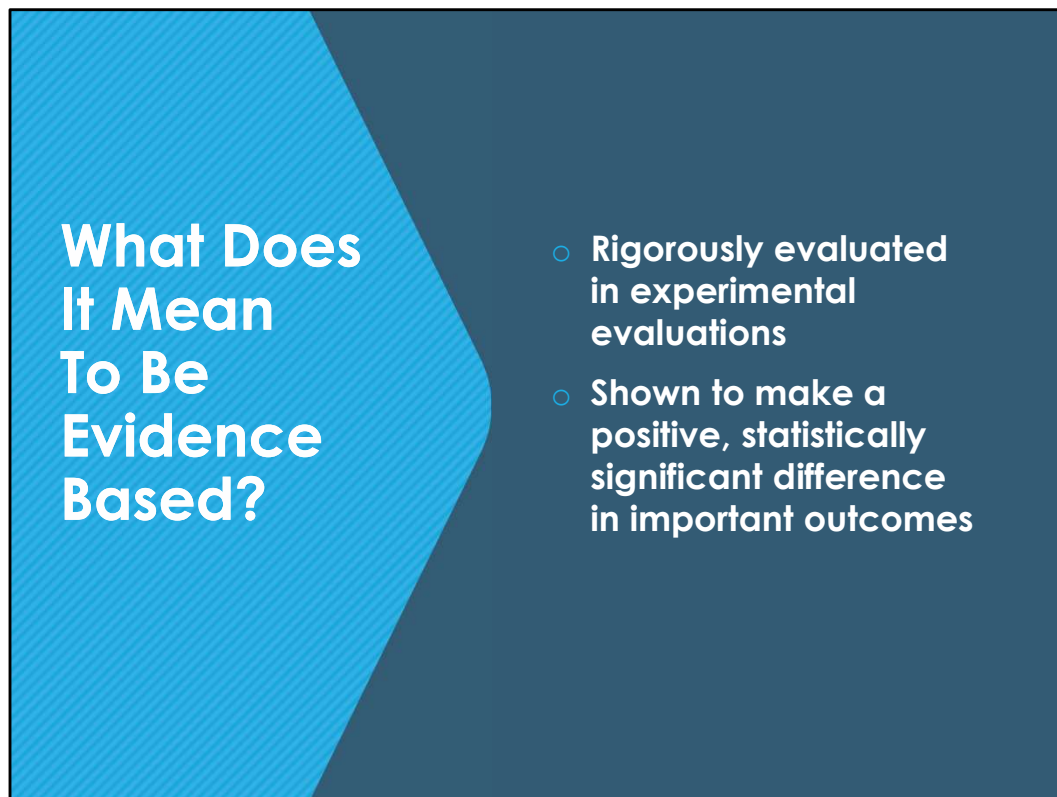 What Does
It Mean
To Be
Evidence
Based?
Rigorously evaluated
in experimental
evaluations
Shown to make a
positive, statistically
significant difference
in important outcomes